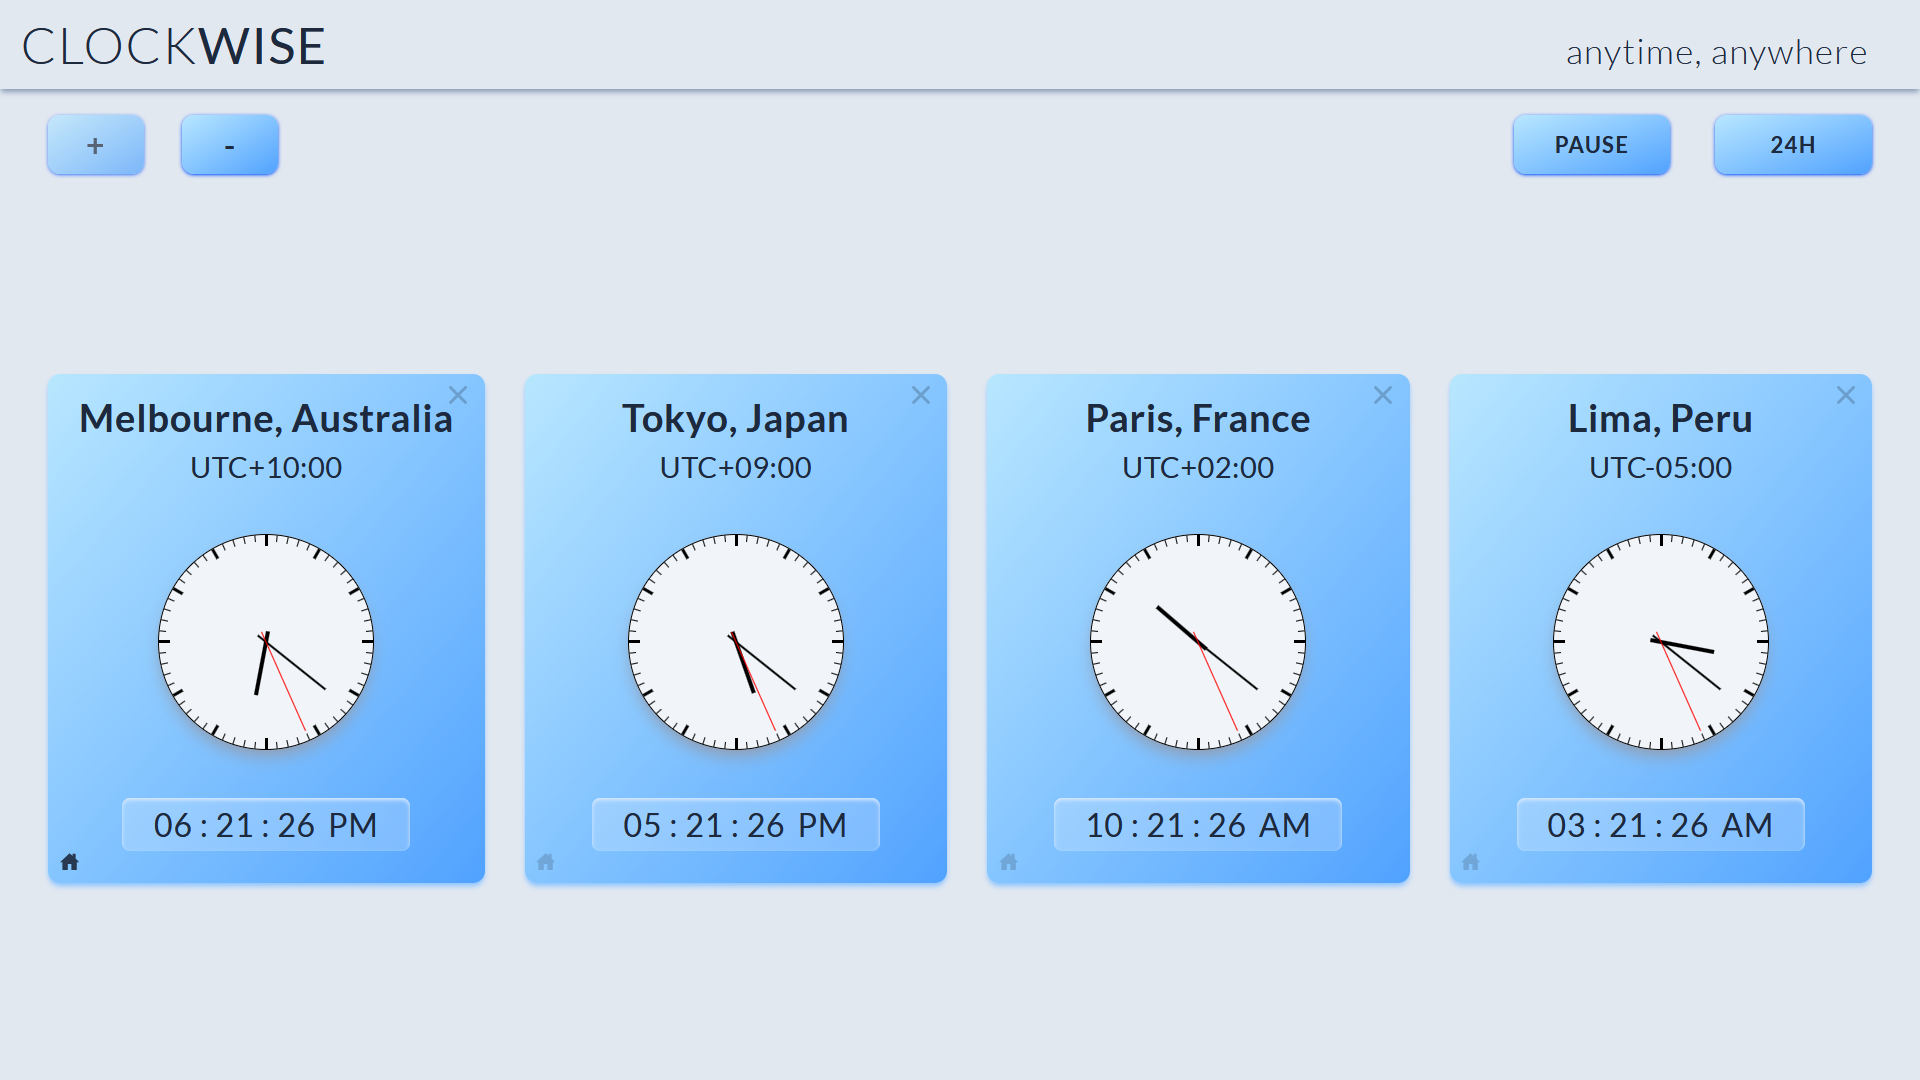 CLOCKWISE
anytime, anywhere
+
-
PAUSE
24H
Melbourne, Australia
UTC+10:00
06 : 21 : 26 PM
Tokyo, Japan
UTC+09:00
05 : 21 : 26 PM
Paris, France
UTC+02:00
10 : 21 : 26 AM
Lima, Peru
UTC-05:00
03 : 21 : 26 AM